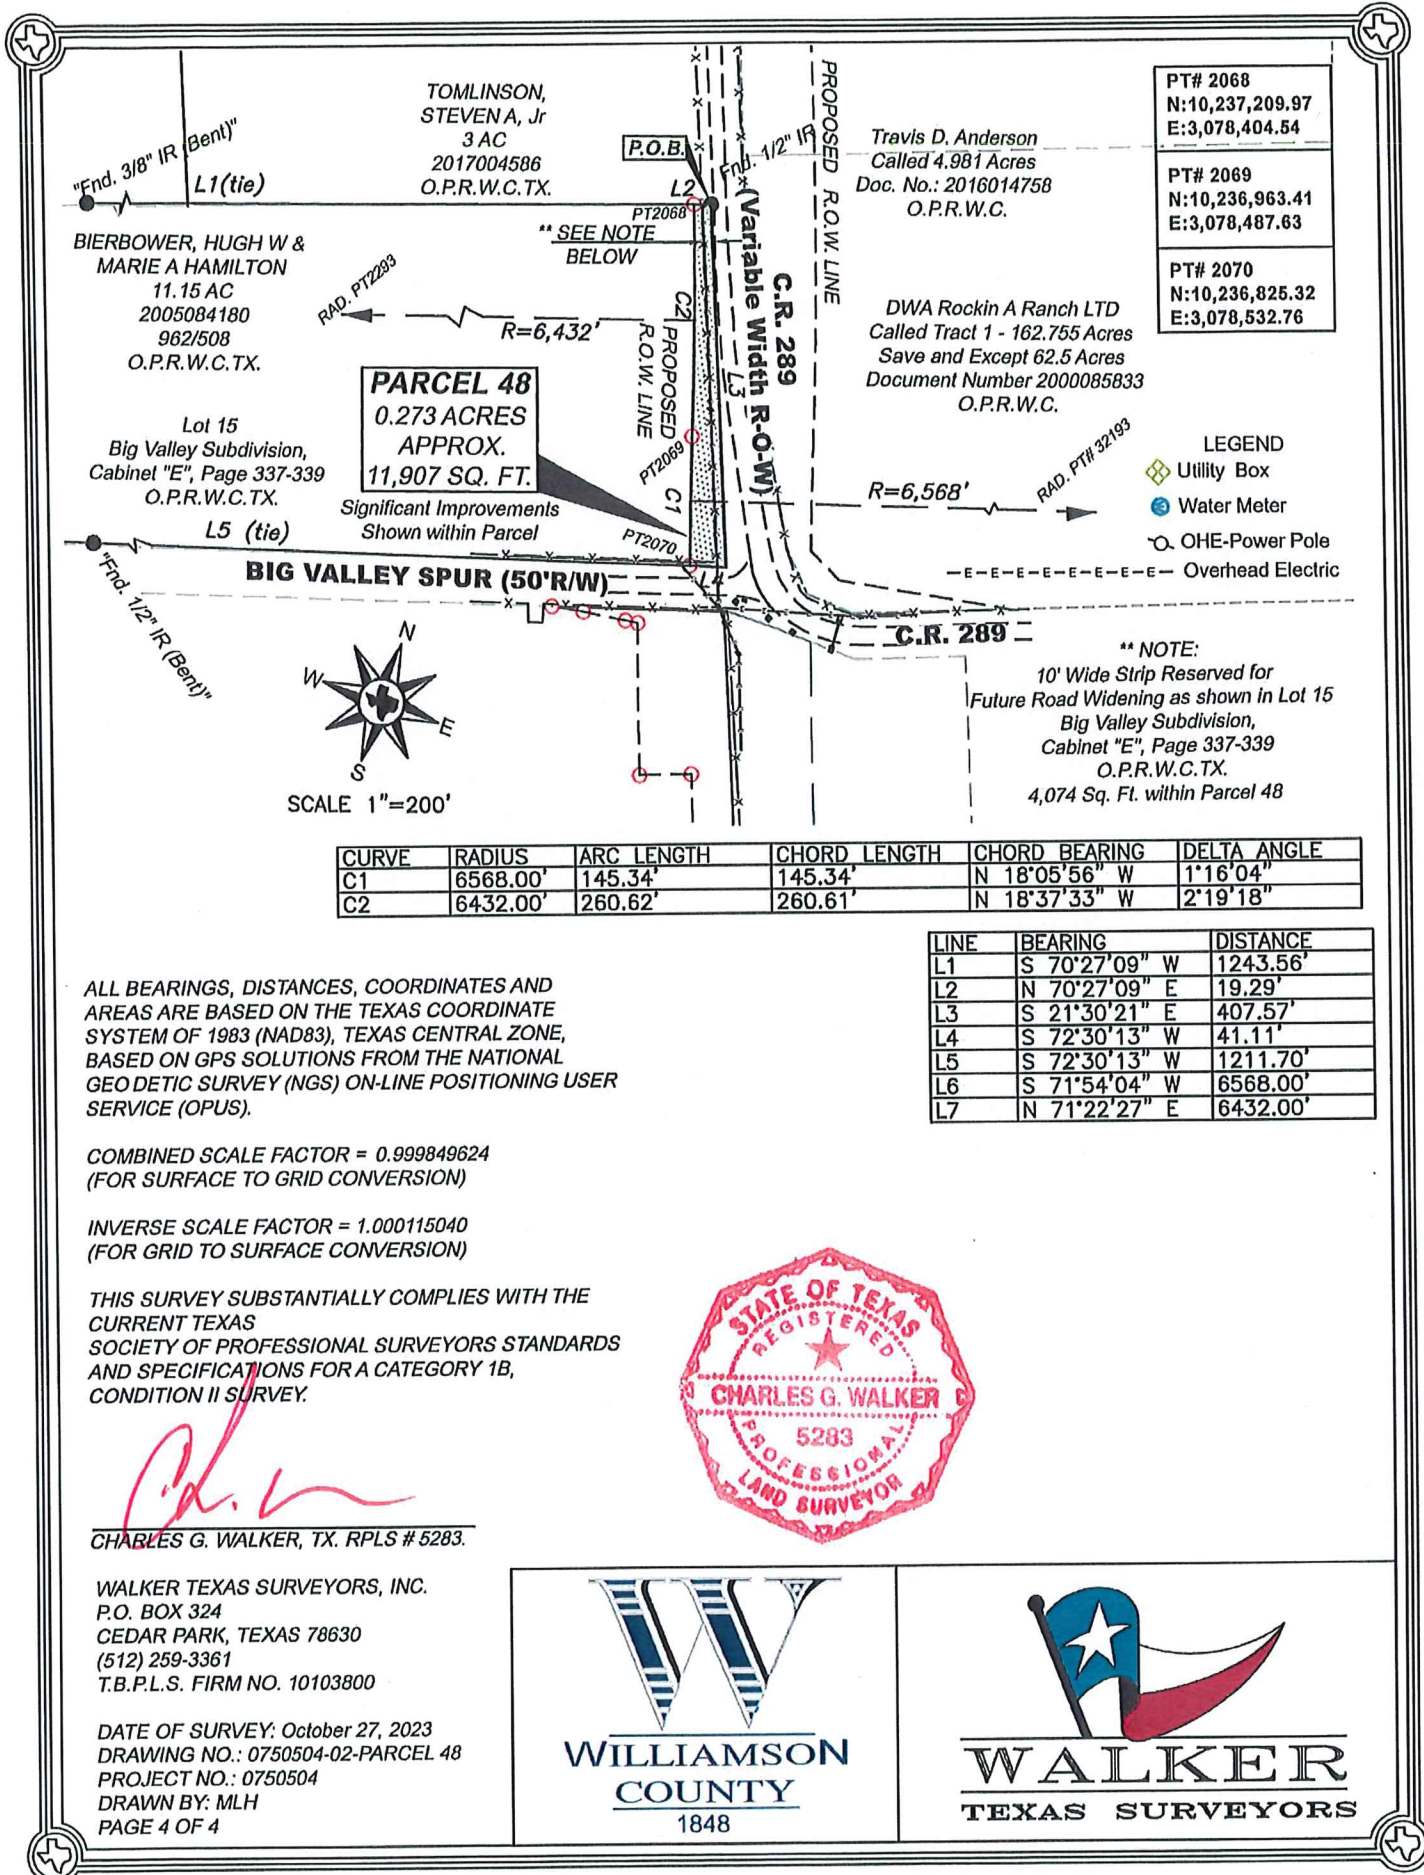 TOMLINSON,
STEVEN A, Jr
3 AC
2017004586
O.P.R.W.C.TX.
"Fnd. 3/8" IR (Bent)"
L1(tie)
P.O.B.
Fnd. 1/2" IR
L2
PT2068
** SEE NOTE
BELOW
PROPOSED R.O.W. LINE
Travis D. Anderson
Called 4.981 Acres
Doc. No.: 2016014758
O.P.R.W.C.
PT# 2068
N:10,237,209.97
E:3,078,404.54
PT# 2069
N:10,236,963.41
E:3,078,487.63
PT# 2070
N:10,236,825.32
E:3,078,532.76
BIERBOWER, HUGH W &
MARIE A HAMILTON
11.15 AC
2005084180
962/508
O.P.R.W.C.TX.
RAD. PT2293
R=6,432'
C2
PROPOSED
R.O.W. LINE
L3
C.R. 289
(Variable Width R-O-W)
DWA Rockin A Ranch LTD
Called Tract 1 - 162.755 Acres
Save and Except 62.5 Acres
Document Number 2000085833
O.P.R.W.C.
PARCEL 48
0.273 ACRES
APPROX.
11,907 SQ. FT.
Significant Improvements
Shown within Parcel
Lot 15
Big Valley Subdivision,
Cabinet "E", Page 337-339
O.P.R.W.C.TX.
PT2069
C1
R=6,568'
RAD. PT# 32193
LEGEND
Utility Box
Water Meter
OHE-Power Pole
E-E-E-E-E-E-E Overhead Electric
L5 (tie)
PT2070
L4
BIG VALLEY SPUR (50'R/W)
"Fnd. 1/2" IR (Bent)"
C.R. 289
N
W
E
S
SCALE 1"=200'
** NOTE:
10' Wide Strip Reserved for
Future Road Widening as shown in Lot 15
Big Valley Subdivision,
Cabinet "E", Page 337-339
O.P.R.W.C.TX.
4,074 Sq. Ft. within Parcel 48
CURVE RADIUS ARC LENGTH CHORD LENGTH CHORD BEARING DELTA ANGLE
C1 6568.00' 145.34' 145.34' N 18°05'56" W 1°16'04"
C2 6432.00' 260.62' 260.61' N 18°37'33" W 2°19'18"
LINE BEARING DISTANCE
L1 S 70°27'09" W 1243.56'
L2 N 70°27'09" E 19.29'
L3 S 21°30'21" E 407.57'
L4 S 72°30'13" W 41.11'
L5 S 72°30'13" W 1211.70'
L6 S 71°54'04" W 6568.00'
L7 N 71°22'27" E 6432.00'
ALL BEARINGS, DISTANCES, COORDINATES AND
AREAS ARE BASED ON THE TEXAS COORDINATE
SYSTEM OF 1983 (NAD83), TEXAS CENTRAL ZONE,
BASED ON GPS SOLUTIONS FROM THE NATIONAL
GEO DETIC SURVEY (NGS) ON-LINE POSITIONING USER
SERVICE (OPUS).
COMBINED SCALE FACTOR = 0.999849624
(FOR SURFACE TO GRID CONVERSION)
INVERSE SCALE FACTOR = 1.000115040
(FOR GRID TO SURFACE CONVERSION)
THIS SURVEY SUBSTANTIALLY COMPLIES WITH THE
CURRENT TEXAS
SOCIETY OF PROFESSIONAL SURVEYORS STANDARDS
AND SPECIFICATIONS FOR A CATEGORY 1B,
CONDITION II SURVEY.
CHARLES G. WALKER, TX. RPLS # 5283.
STATE OF TEXAS
REGISTERED
CHARLES G. WALKER
5283
PROFESSIONAL
LAND SURVEYOR
WALKER TEXAS SURVEYORS, INC.
P.O. BOX 324
CEDAR PARK, TEXAS 78630
(512) 259-3361
T.B.P.L.S. FIRM NO. 10103800
DATE OF SURVEY: October 27, 2023
DRAWING NO.: 0750504-02-PARCEL 48
PROJECT NO.: 0750504
DRAWN BY: MLH
PAGE 4 OF 4
W
WILLIAMSON
COUNTY
1848
WALKER
TEXAS SURVEYORS